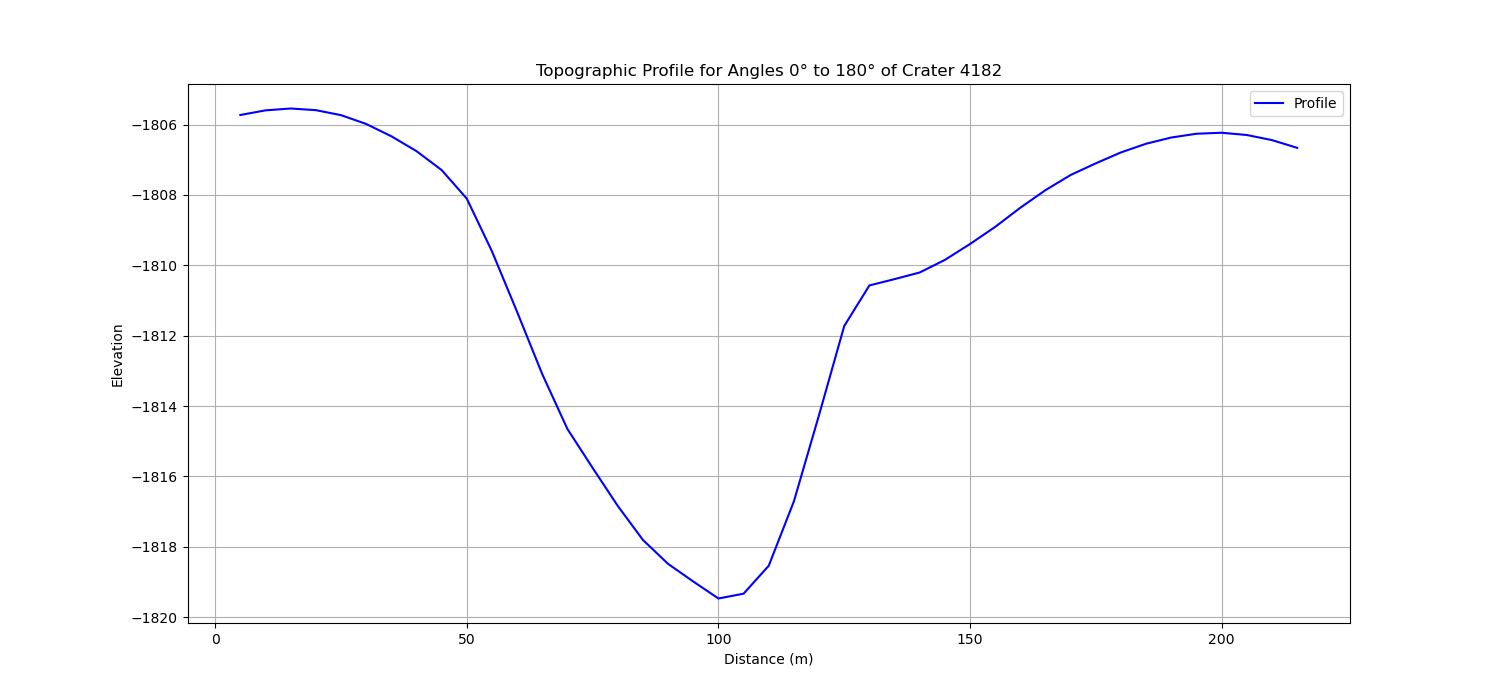 Topographic Profile for Angles 0° to 180° of Crater 4182
Profile
−1806
−1808
−1810
−1812
−1814
−1816
−1818
−1820
Elevation
0 50 100 150 200
Distance (m)